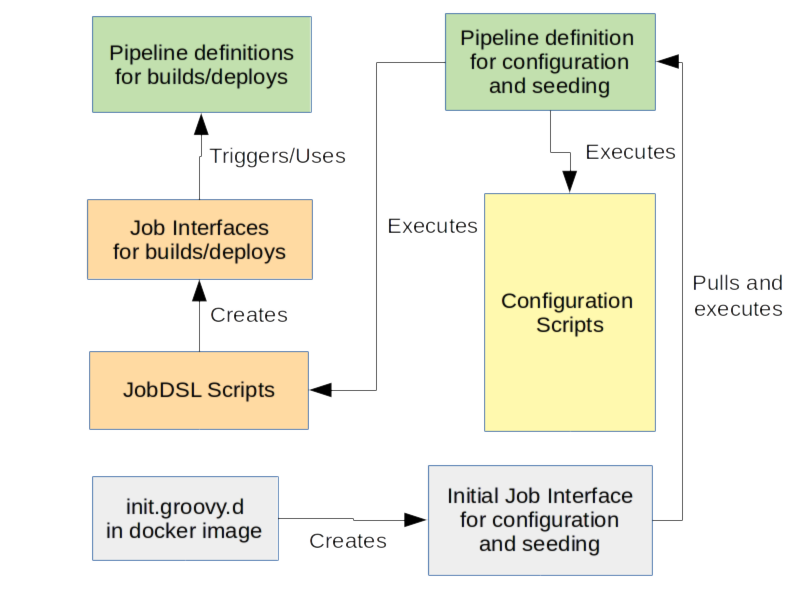 Pipeline definitions
for builds/deploys
Pipeline definition
for configuration
and seeding
Triggers/Uses
Executes
Job Interfaces
for builds/deploys
Executes
Configuration
Scripts
Pulls and
executes
Creates
JobDSL Scripts
init.groovy.d
in docker image
Creates
Initial Job Interface
for configuration
and seeding